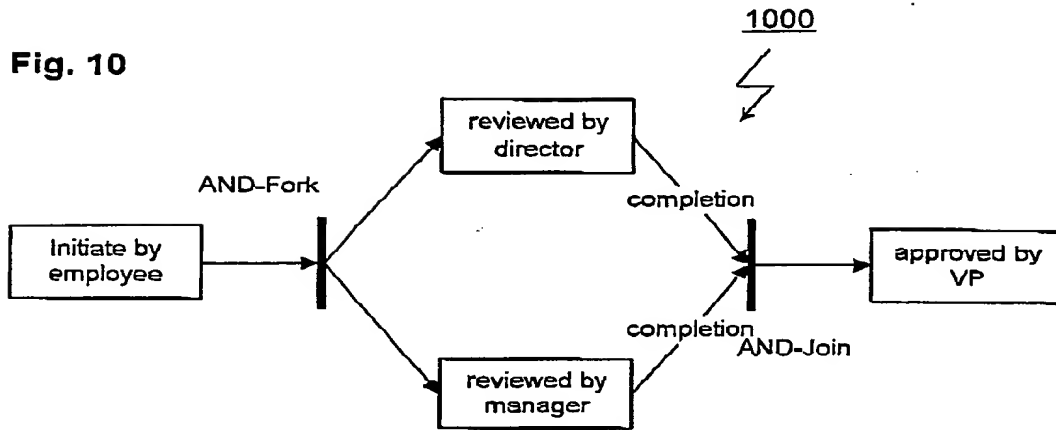 1000
Fig. 10
reviewed by
director
AND-Fork
completion
Initiate by
employee
approved by
VP
completion
AND-Join
reviewed by
manager